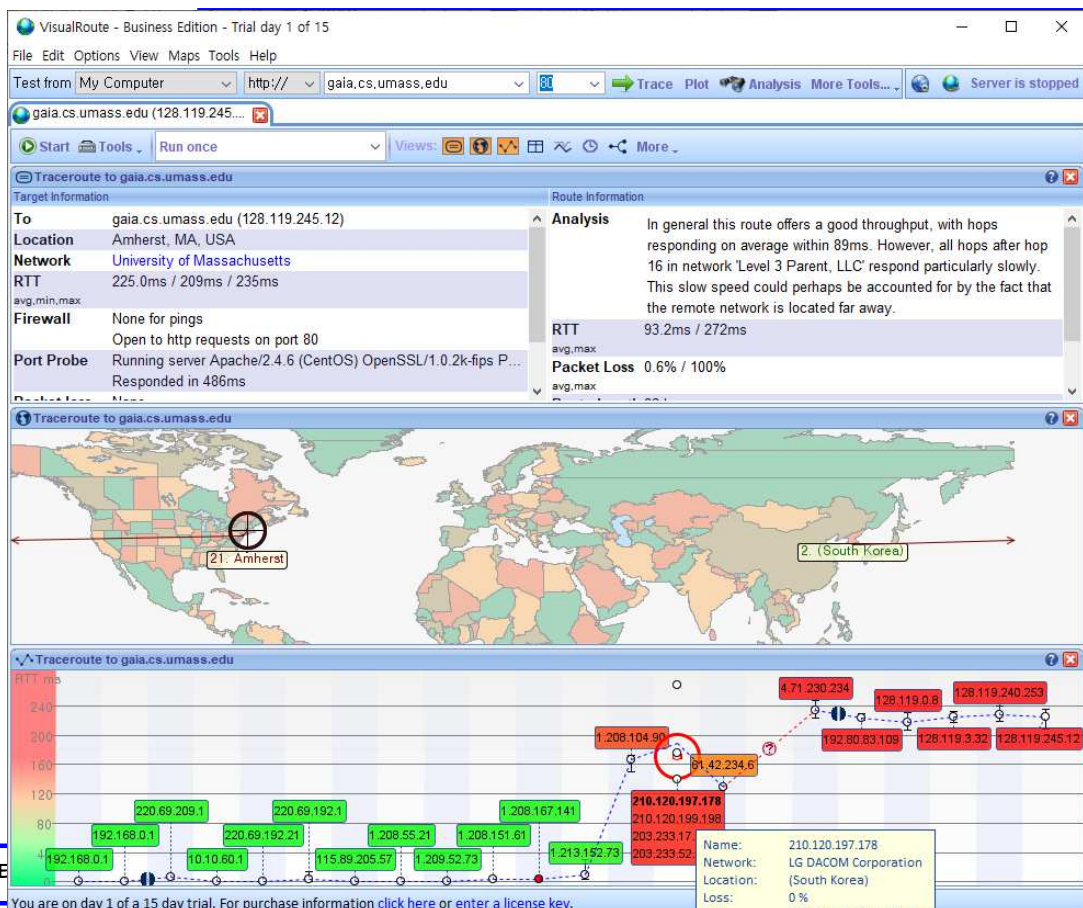 VisualRoute - Business Edition - Trial day 1 of 15
File Edit Options View Maps Tools Help
Test from My Computer http:// gaia.cs.umass.edu 80 Trace Plot Analysis More Tools... Server is stopped
gaia.cs.umass.edu (128.119.245....
Start Tools Run once Views: More
Traceroute to gaia.cs.umass.edu
Target Information
To gaia.cs.umass.edu (128.119.245.12)
Location Amherst, MA, USA
Network University of Massachusetts
RTT 225.0ms / 209ms / 235ms
avg,min,max
Firewall None for pings
Open to http requests on port 80
Port Probe Running server Apache/2.4.6 (CentOS) OpenSSL/1.0.2k-fips P...
Responded in 486ms
Route Information
Analysis In general this route offers a good throughput, with hops
responding on average within 89ms. However, all hops after hop
16 in network 'Level 3 Parent, LLC' respond particularly slowly.
This slow speed could perhaps be accounted for by the fact that
the remote network is located far away.
RTT 93.2ms / 272ms
avg,max
Packet Loss 0.6% / 100%
avg,max
Traceroute to gaia.cs.umass.edu
21. Amherst
2. (South Korea)
Traceroute to gaia.cs.umass.edu
RTT ms
240
200
160
120
80
0
192.168.0.1
192.168.0.1
220.69.209.1
10.10.60.1
220.69.192.21
220.69.192.1
115.89.205.57
1.208.55.21
1.209.52.73
1.208.151.61
1.208.167.141
1.213.152.73
1.208.104.90
210.120.197.178
210.120.199.198
203.233.17.
203.233.52.
61.42.234.6
4.71.230.234
192.80.83.109
128.119.0.8
128.119.3.32
128.119.240.253
128.119.245.12
Name: 210.120.197.178
Network: LG DACOM Corporation
Location: (South Korea)
Loss: 0 %
You are on day 1 of a 15 day trial. For purchase information click here or enter a license key.